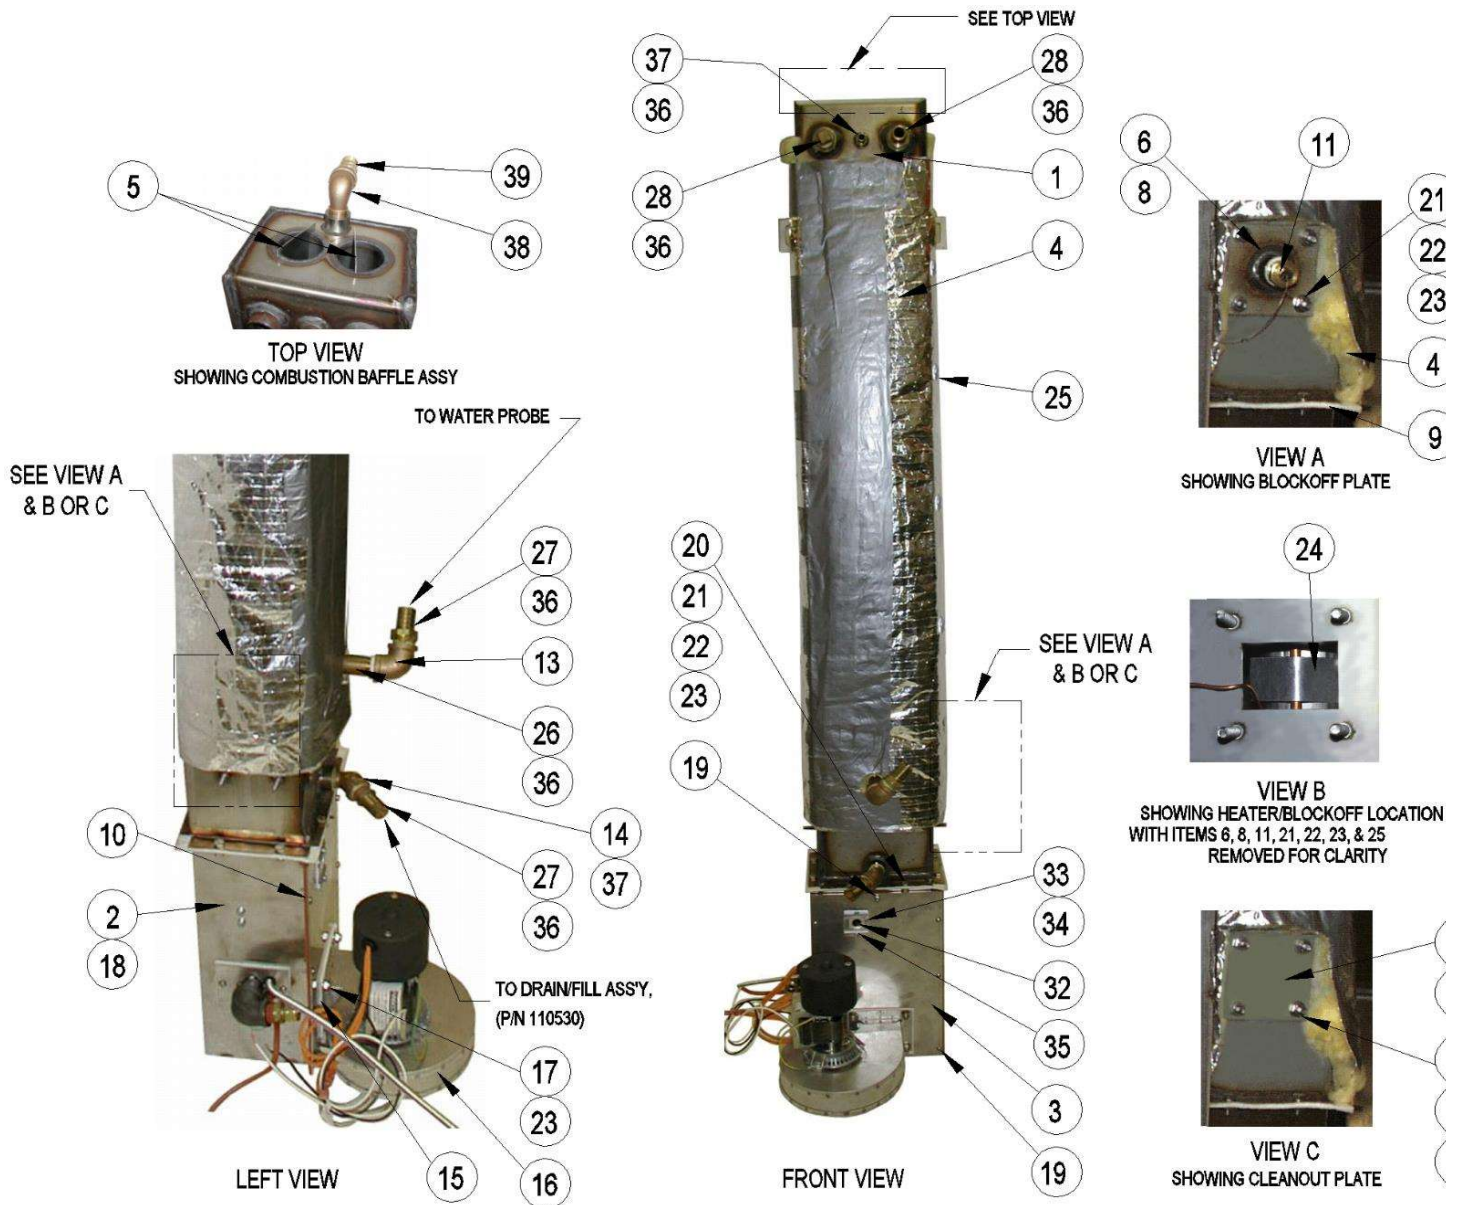 SEE TOP VIEW
37
36
28
36
28
36
1
4
25
5
39
38
TOP VIEW
SHOWING COMBUSTION BAFFLE ASSY
6
8
11
21
22
23
4
9
VIEW A
SHOWING BLOCKOFF PLATE
TO WATER PROBE
SEE VIEW A
& B OR C
27
36
13
26
36
14
37
27
36
10
2
18
TO DRAIN/FILL ASS'Y,
(P/N 110530)
17
23
15
16
LEFT VIEW
20
21
22
23
19
SEE VIEW A
& B OR C
33
34
32
35
3
19
FRONT VIEW
24
VIEW B
SHOWING HEATER/BLOCKOFF LOCATION
WITH ITEMS 6, 8, 11, 21, 22, 23, & 25
REMOVED FOR CLARITY
VIEW C
SHOWING CLEANOUT PLATE